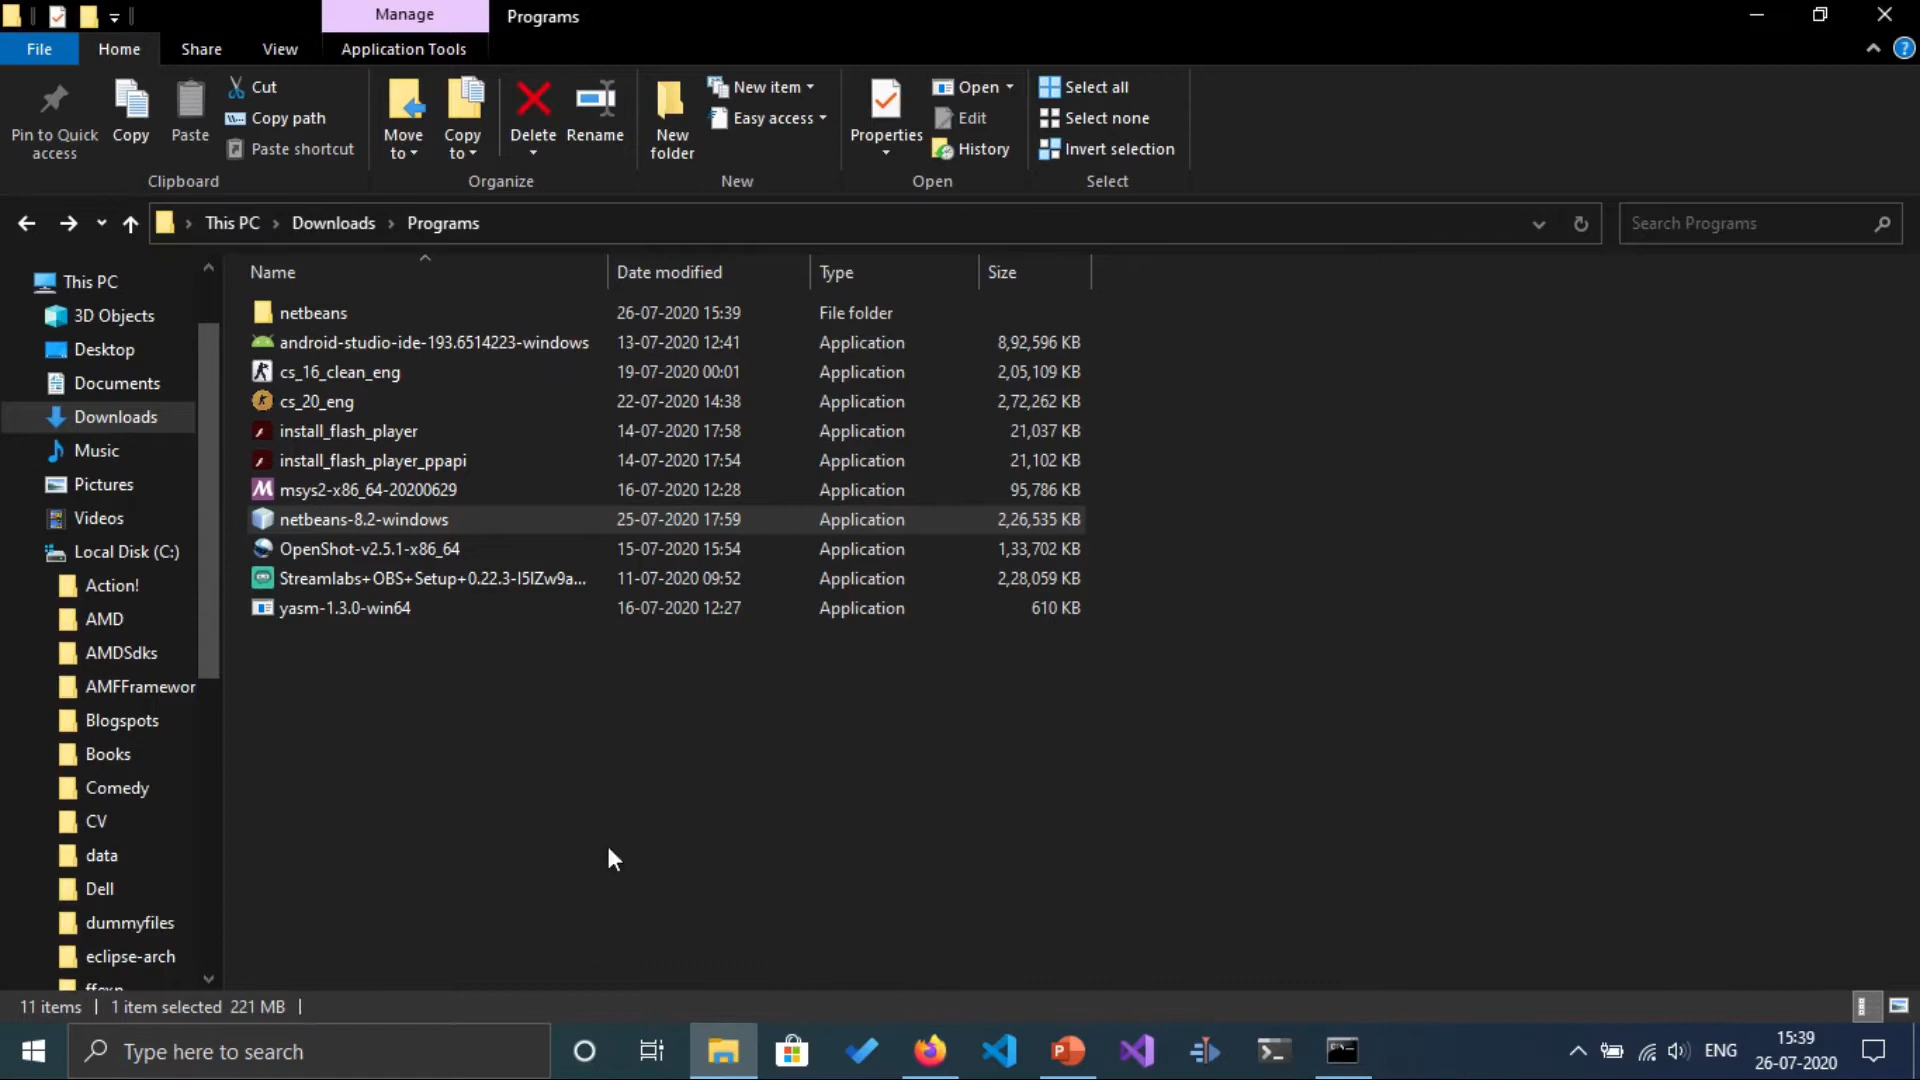 Manage
Programs
File
Home
Share
View
Application Tools
Pin to Quick access
Copy
Paste
Cut
Copy path
Paste shortcut
Clipboard
Move to
Copy to
Delete
Rename
Organize
New folder
New item
Easy access
New
Properties
Open
Edit
History
Open
Select all
Select none
Invert selection
Select
This PC
Downloads
Programs
Search Programs
This PC
3D Objects
Desktop
Documents
Downloads
Music
Pictures
Videos
Local Disk (C:)
Action!
AMD
AMDSdks
AMFFramewor
Blogspots
Books
Comedy
CV
data
Dell
dummyfiles
eclipse-arch
Name Date modified Type Size
netbeans 26-07-2020 15:39 File folder
android-studio-ide-193.6514223-windows 13-07-2020 12:41 Application 8,92,596 KB
cs_16_clean_eng 19-07-2020 00:01 Application 2,05,109 KB
cs_20_eng 22-07-2020 14:38 Application 2,72,262 KB
install_flash_player 14-07-2020 17:58 Application 21,037 KB
install_flash_player_ppapi 14-07-2020 17:54 Application 21,102 KB
msys2-x86_64-20200629 16-07-2020 12:28 Application 95,786 KB
netbeans-8.2-windows 25-07-2020 17:59 Application 2,26,535 KB
OpenShot-v2.5.1-x86_64 15-07-2020 15:54 Application 1,33,702 KB
Streamlabs+OBS+Setup+0.22.3-I5IZw9a... 11-07-2020 09:52 Application 2,28,059 KB
yasm-1.3.0-win64 16-07-2020 12:27 Application 610 KB
11 items 1 item selected 221 MB
Type here to search
ENG
15:39
26-07-2020